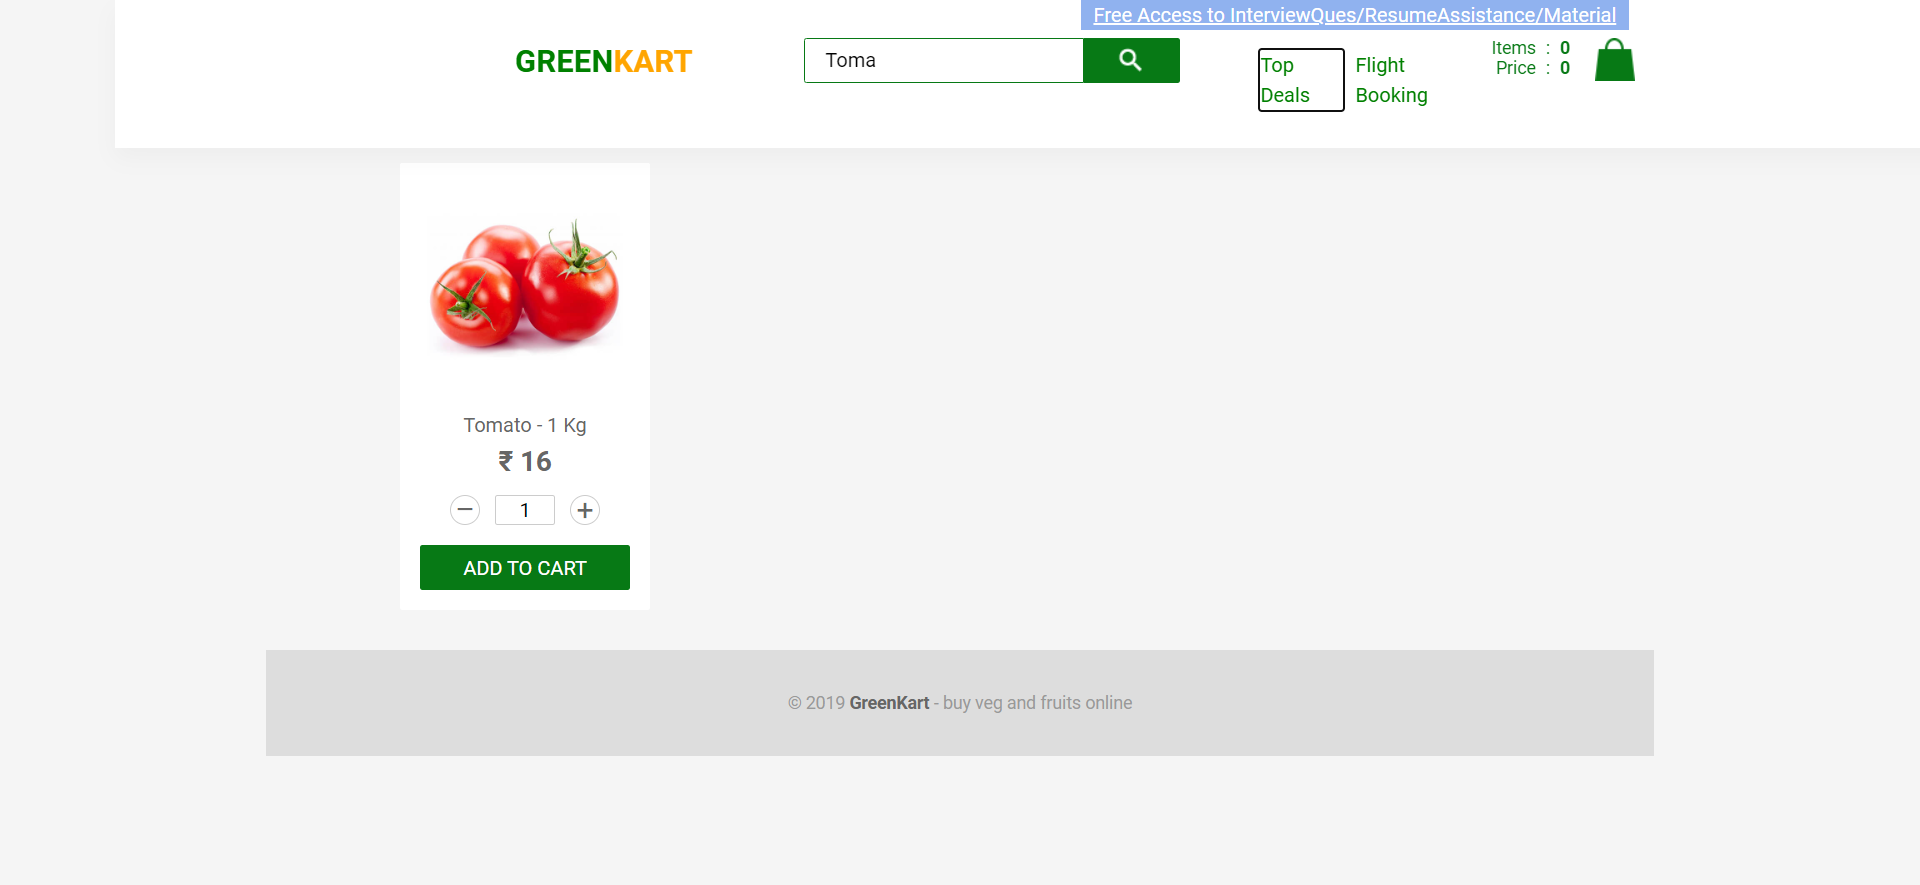 Free Access to InterviewQues/ResumeAssistance/Material
GREENKART
Toma
Top
Deals
Flight
Booking
Items : 0
Price : 0
Tomato - 1 Kg
₹ 16
− 1 +
ADD TO CART
© 2019 GreenKart - buy veg and fruits online